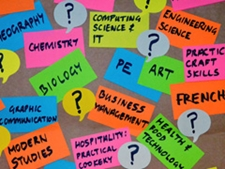 GEOGRAPHY
?
COMPUTING
SCIENCE &
IT
ENGINEERING
SCIENCE
CHEMISTRY
?
PRACTICAL
CRAFT
SKILLS
?
BIOLOGY
PE
ART
?
FRENCH
GRAPHIC
COMMUNICATION
?
BUSINESS
MANAGEMENT
MODERN
STUDIES
HOSPITALITY:
PRACTICAL
COOKERY
?
HEALTH &
FOOD
TECHNOLOGY